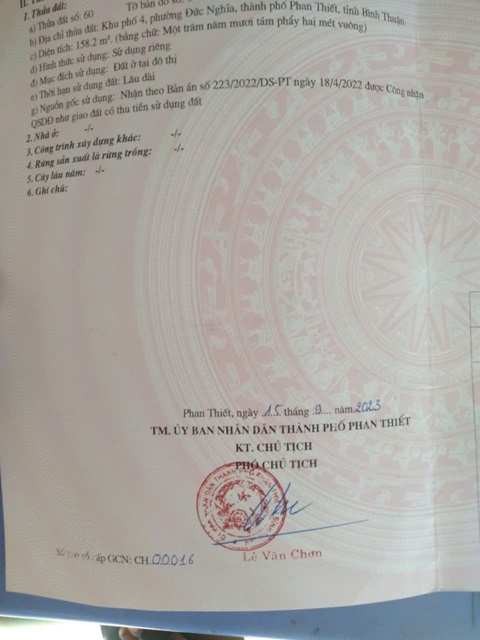 1. Thửa đất:
a) Thửa đất số: 60 Tờ bản đồ số:
b) Địa chỉ thửa đất: Khu phố 4, phường Đức Nghĩa, thành phố Phan Thiết, tỉnh Bình Thuận
c) Diện tích: 158.2 m². (bằng chữ: Một trăm năm mươi tám phẩy hai mét vuông)
d) Hình thức sử dụng: Sử dụng riêng
đ) Mục đích sử dụng: Đất ở tại đô thị
e) Thời hạn sử dụng đất: Lâu dài
g) Nguồn gốc sử dụng: Nhận theo Bản án số 223/2022/DS-PT ngày 18/4/2022 được Công nhận
QSDĐ như giao đất có thu tiền sử dụng đất
2. Nhà ở: -/-
3. Công trình xây dựng khác: -/-
4. Rừng sản xuất là rừng trồng: -/-
5. Cây lâu năm: -/-
6. Ghi chú:
Phan Thiết, ngày 15 tháng 9 năm 2023
TM. ỦY BAN NHÂN DÂN THÀNH PHỐ PHAN THIẾT
KT. CHỦ TỊCH
PHÓ CHỦ TỊCH
Lê Văn Chơn
Số vào sổ cấp GCN: CH.00016